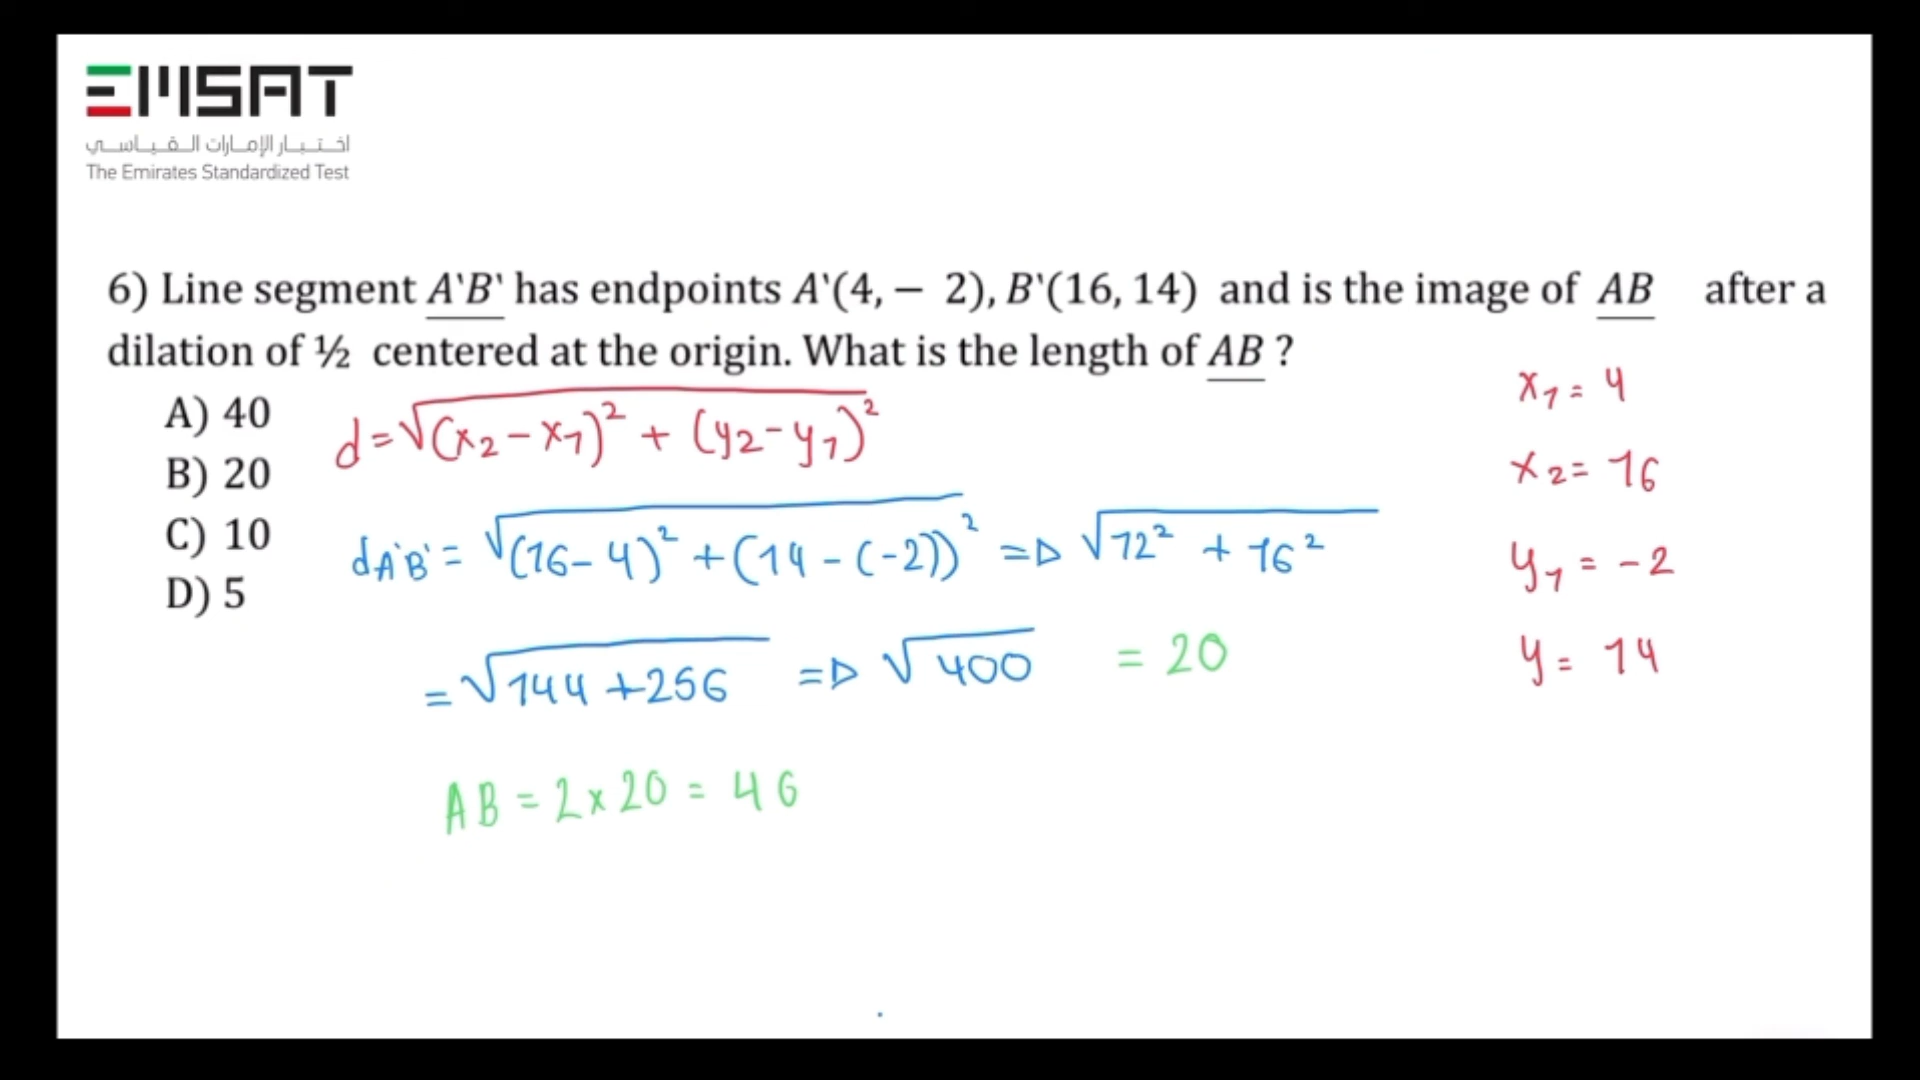 EMSAT
اختبار الإمارات القياسي
The Emirates Standardized Test
6) Line segment A'B' has endpoints A'(4, − 2), B'(16, 14) and is the image of AB after a
dilation of ½ centered at the origin. What is the length of AB ?
A) 40
B) 20
C) 10
D) 5
d = √(x₂ − x₁)² + (y₂ − y₁)²
dA'B' = √(16 − 4)² + (14 − (−2))² => √12² + 16²
= √144 + 256 => √400 = 20
AB = 2 × 20 = 40
x₁ = 4
x₂ = 16
y₁ = −2
y = 14